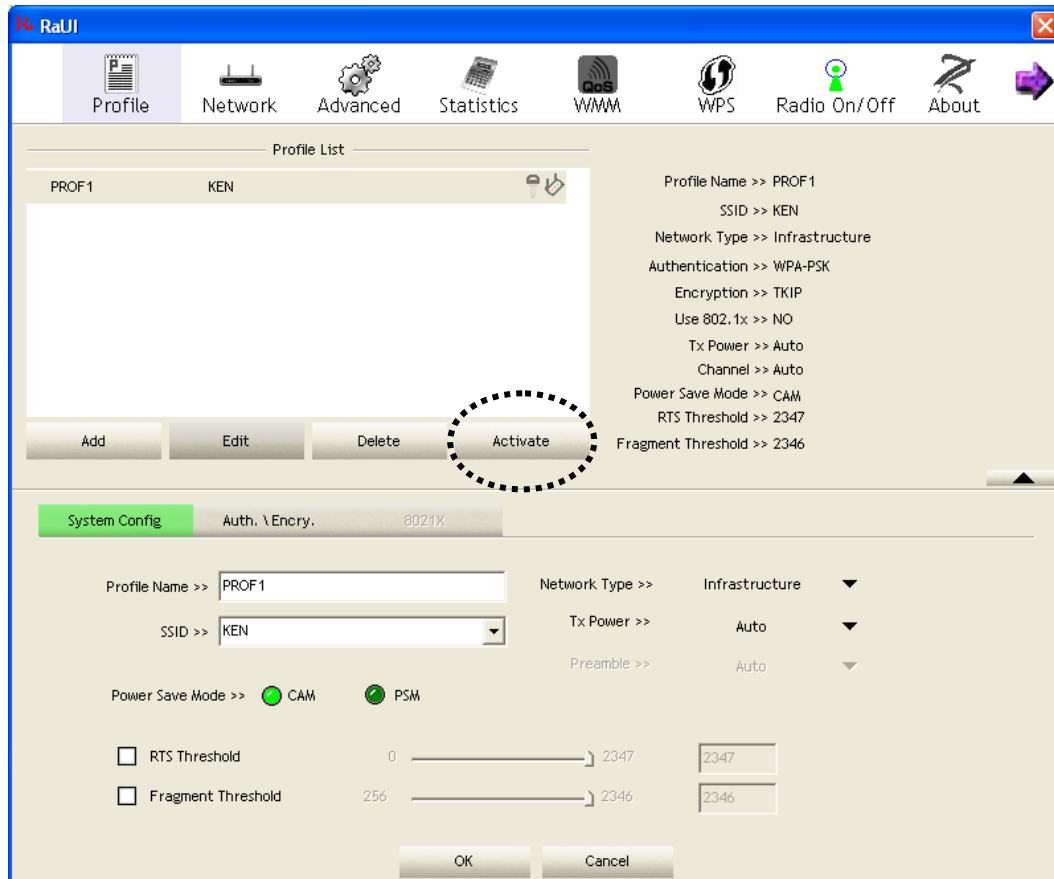 RaUI
Profile Network Advanced Statistics QoS WMM WPS Radio On/Off About
Profile List
PROF1 KEN
Profile Name >> PROF1
SSID >> KEN
Network Type >> Infrastructure
Authentication >> WPA-PSK
Encryption >> TKIP
Use 802.1x >> NO
Tx Power >> Auto
Channel >> Auto
Power Save Mode >> CAM
RTS Threshold >> 2347
Fragment Threshold >> 2346
Add Edit Delete Activate
System Config Auth. \ Encry. 8021X
Profile Name >> PROF1 Network Type >> Infrastructure
SSID >> KEN Tx Power >> Auto
Preamble >> Auto
Power Save Mode >> CAM PSM
RTS Threshold 0 2347 2347
Fragment Threshold 256 2346 2346
OK Cancel